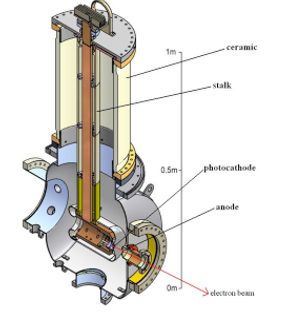 1m
ceramic
stalk
0.5m
photocathode
anode
0m
electron beam